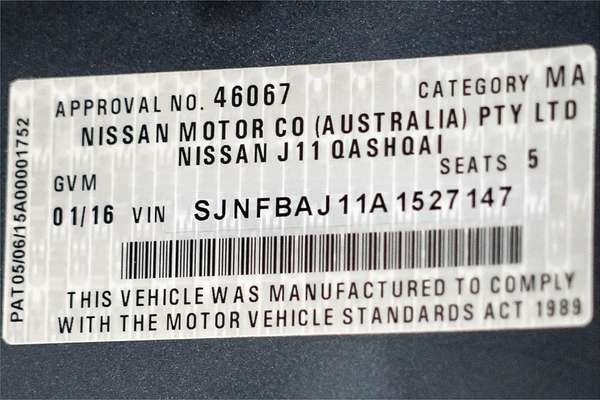 APPROVAL NO. 46067 CATEGORY MA
NISSAN MOTOR CO (AUSTRALIA) PTY LTD
NISSAN J11 QASHQAI
GVM SEATS 5
01/16 VIN SJNFBAJ11A1527147
THIS VEHICLE WAS MANUFACTURED TO COMPLY
WITH THE MOTOR VEHICLE STANDARDS ACT 1989
PAT05/06/15A00001752